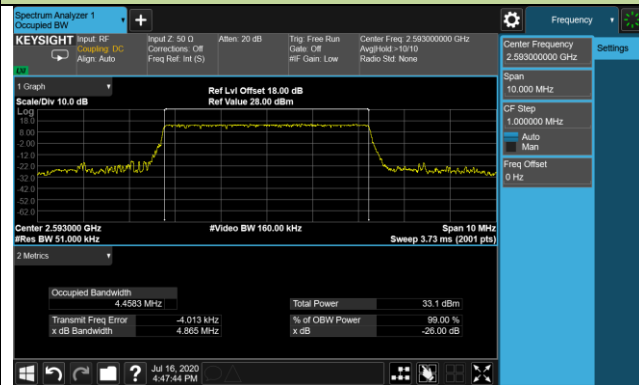 Spectrum Analyzer 1
Occupied BW
Frequency
KEYSIGHT
Input: RF
Coupling: DC
Align: Auto
Input Z: 50 Ω
Corrections: Off
Freq Ref: Int (S)
Atten: 20 dB
Trig: Free Run
Gate: Off
#IF Gain: Low
Center Freq: 2.593000000 GHz
Avg|Hold:>10/10
Radio Std: None
Center Frequency
2.593000000 GHz
Settings
Span
10.000 MHz
CF Step
1.000000 MHz
Auto
Man
Freq Offset
0 Hz
1 Graph
Scale/Div 10.0 dB
Ref Lvl Offset 18.00 dB
Ref Value 28.00 dBm
Log
18.0
8.00
-2.00
-12.0
-22.0
-32.0
-42.0
-52.0
-62.0
Center 2.593000 GHz
#Video BW 160.00 kHz
Span 10 MHz
#Res BW 51.000 kHz
Sweep 3.73 ms (2001 pts)
2 Metrics
Occupied Bandwidth
4.4583 MHz
Total Power 33.1 dBm
Transmit Freq Error -4.013 kHz
% of OBW Power 99.00 %
x dB Bandwidth 4.865 MHz
x dB -26.00 dB
?
Jul 16, 2020
4:47:44 PM